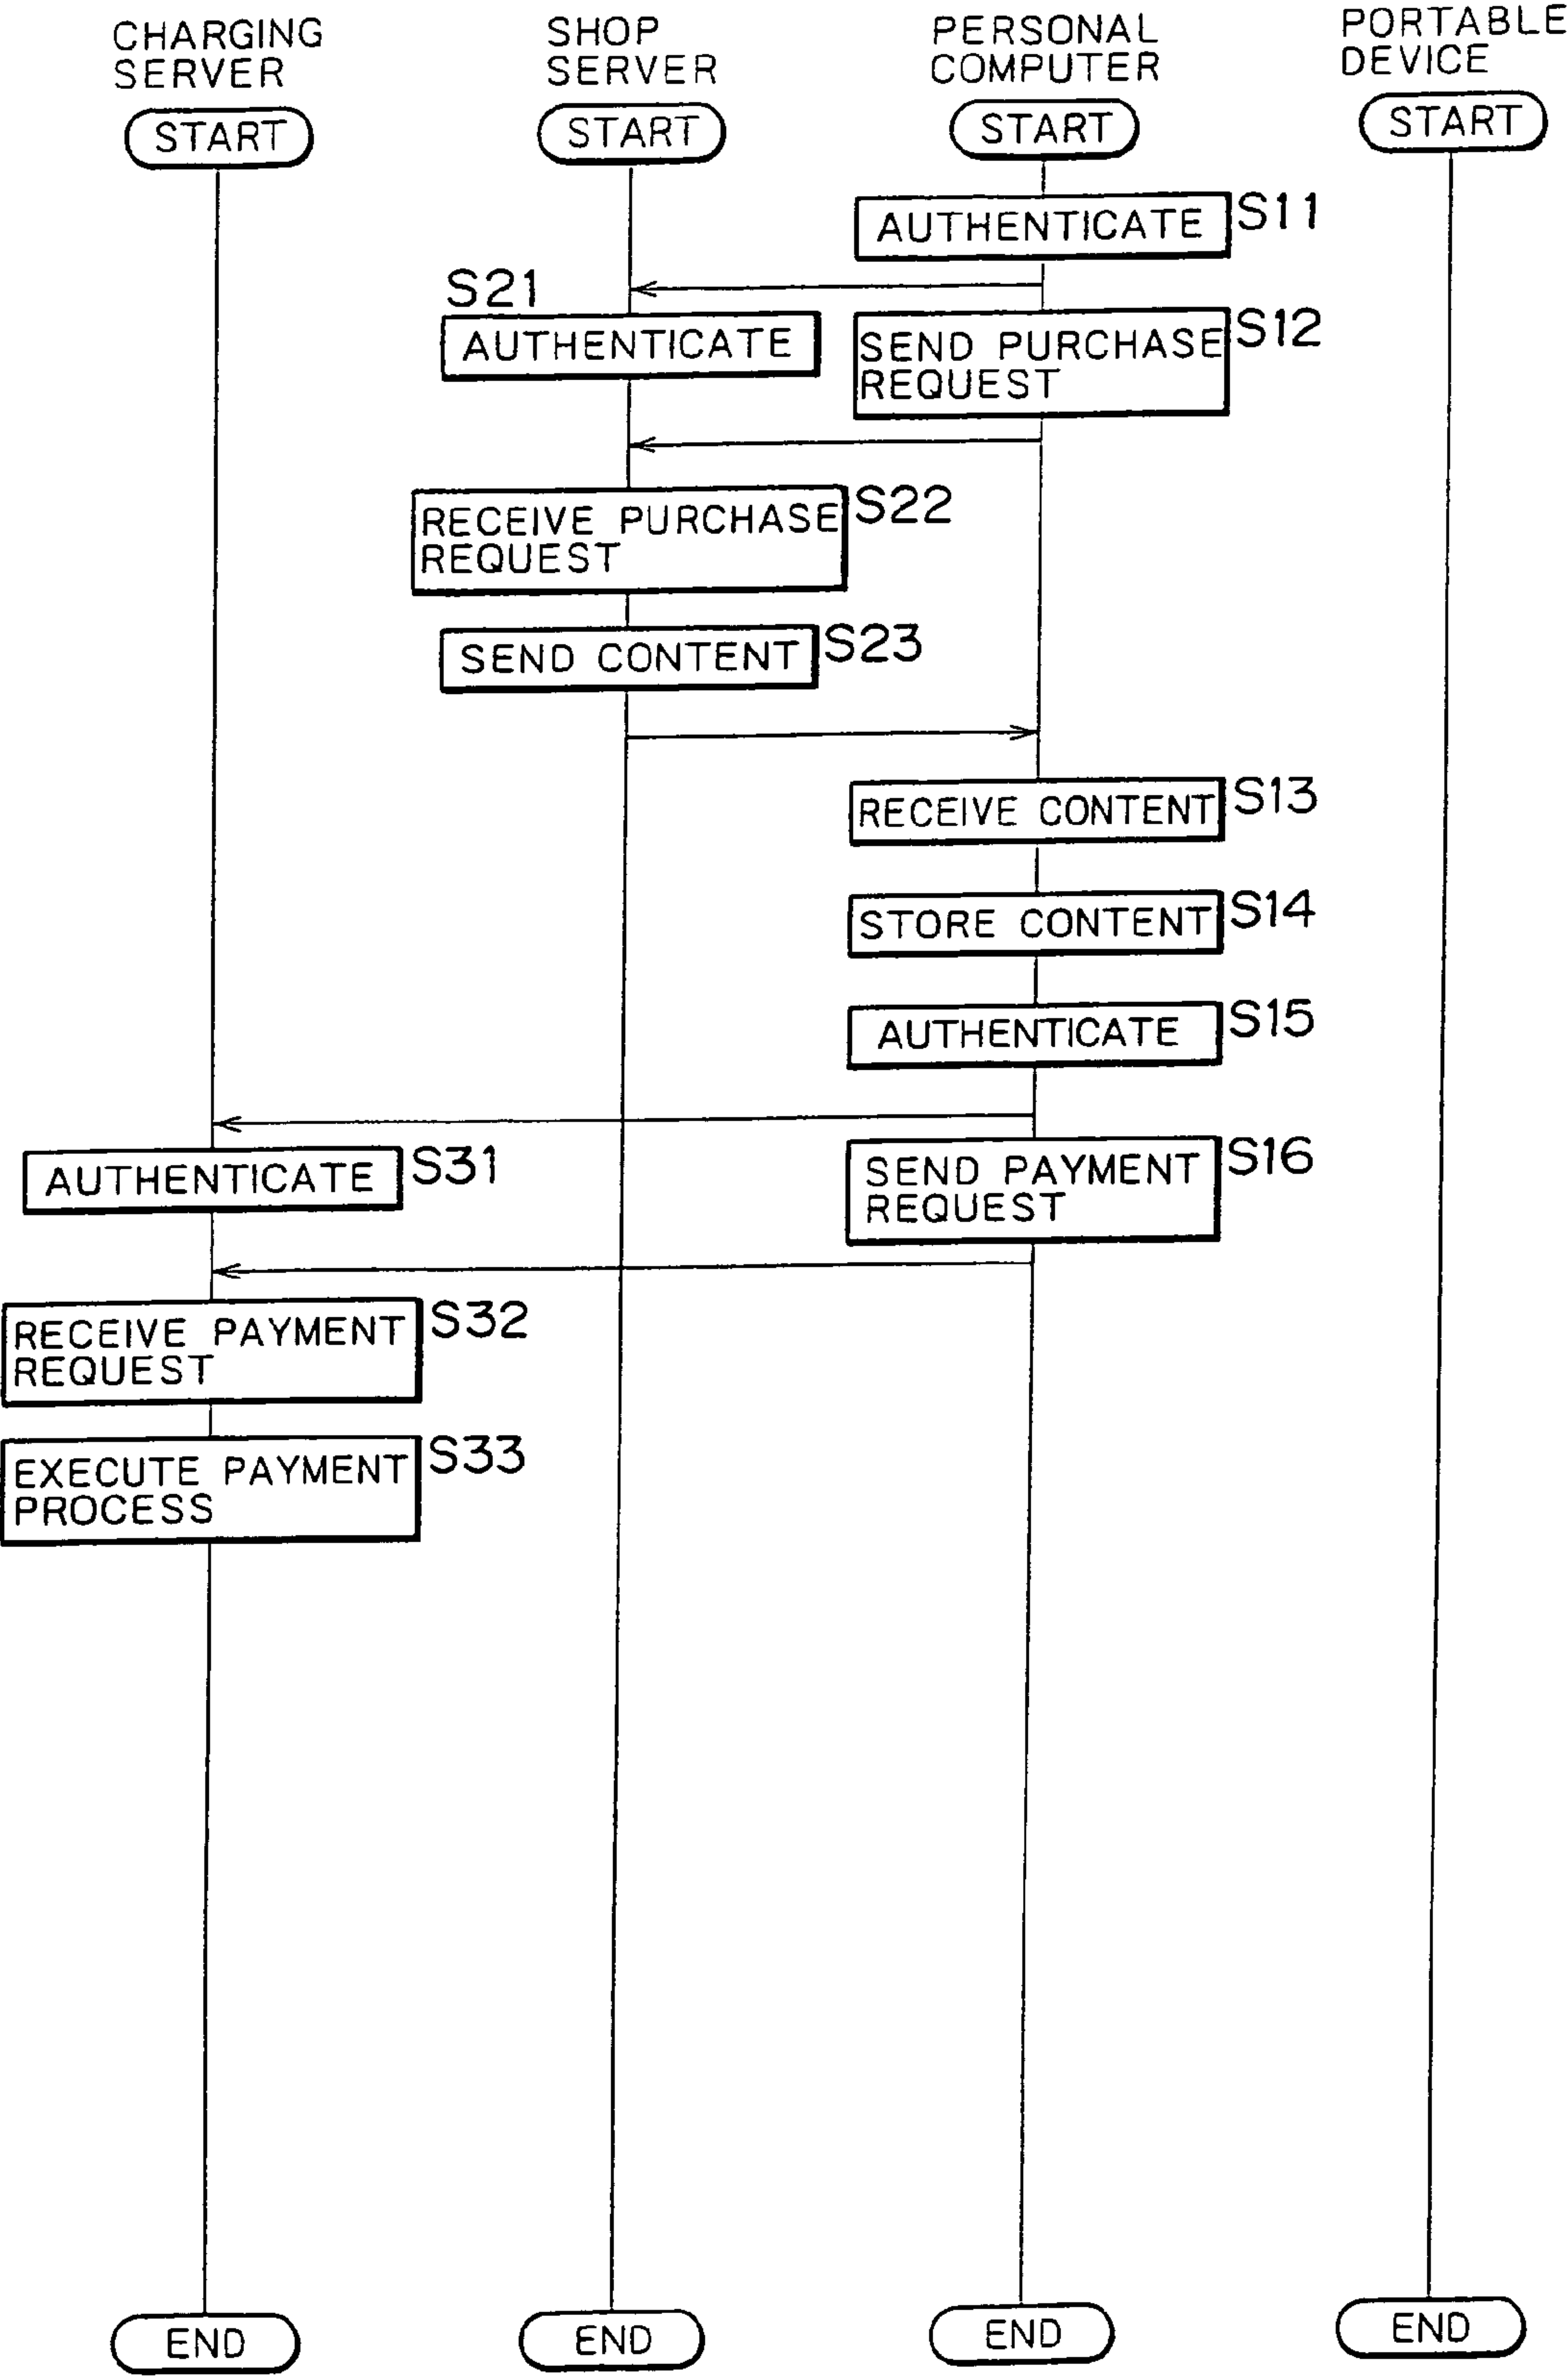 CHARGING
SERVER
SHOP
SERVER
PERSONAL
COMPUTER
PORTABLE
DEVICE
START
START
START
START
AUTHENTICATE
S11
S21
AUTHENTICATE
SEND PURCHASE
REQUEST
S12
RECEIVE PURCHASE
REQUEST
S22
SEND CONTENT
S23
RECEIVE CONTENT
S13
STORE CONTENT
S14
AUTHENTICATE
S15
AUTHENTICATE
S31
SEND PAYMENT
REQUEST
S16
RECEIVE PAYMENT
REQUEST
S32
EXECUTE PAYMENT
PROCESS
S33
END
END
END
END